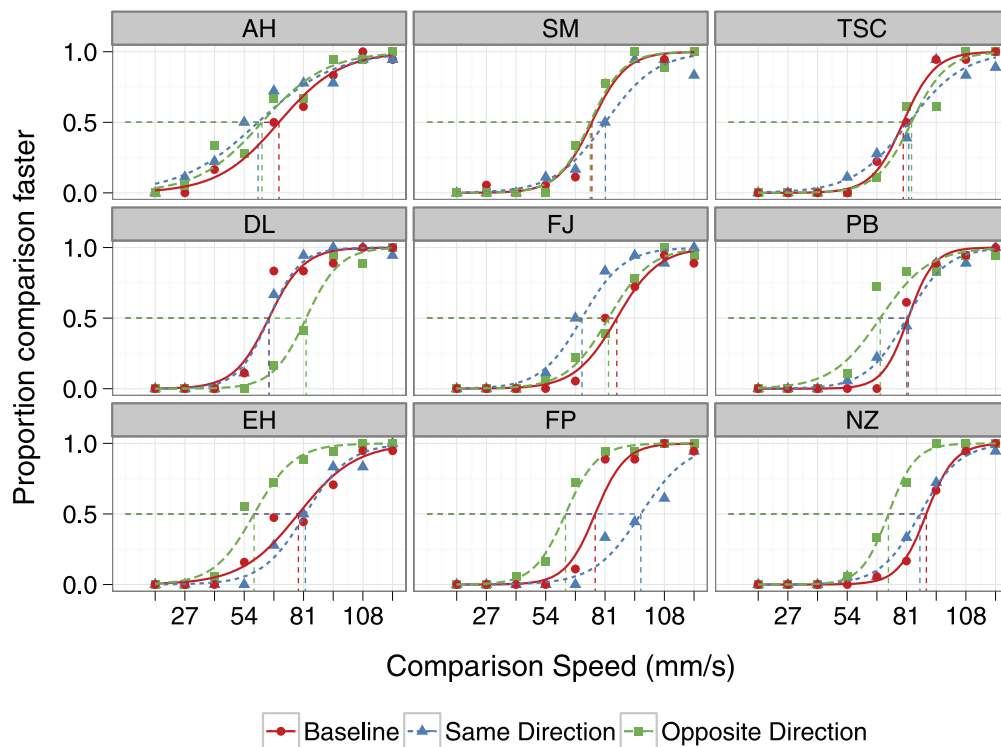 AH SM TSC
1.0
0.5
0.0
DL FJ PB
1.0
0.5
0.0
EH FP NZ
1.0
0.5
0.0
27 54 81 108 27 54 81 108 27 54 81 108
Proportion comparison faster
Comparison Speed (mm/s)
Baseline Same Direction Opposite Direction